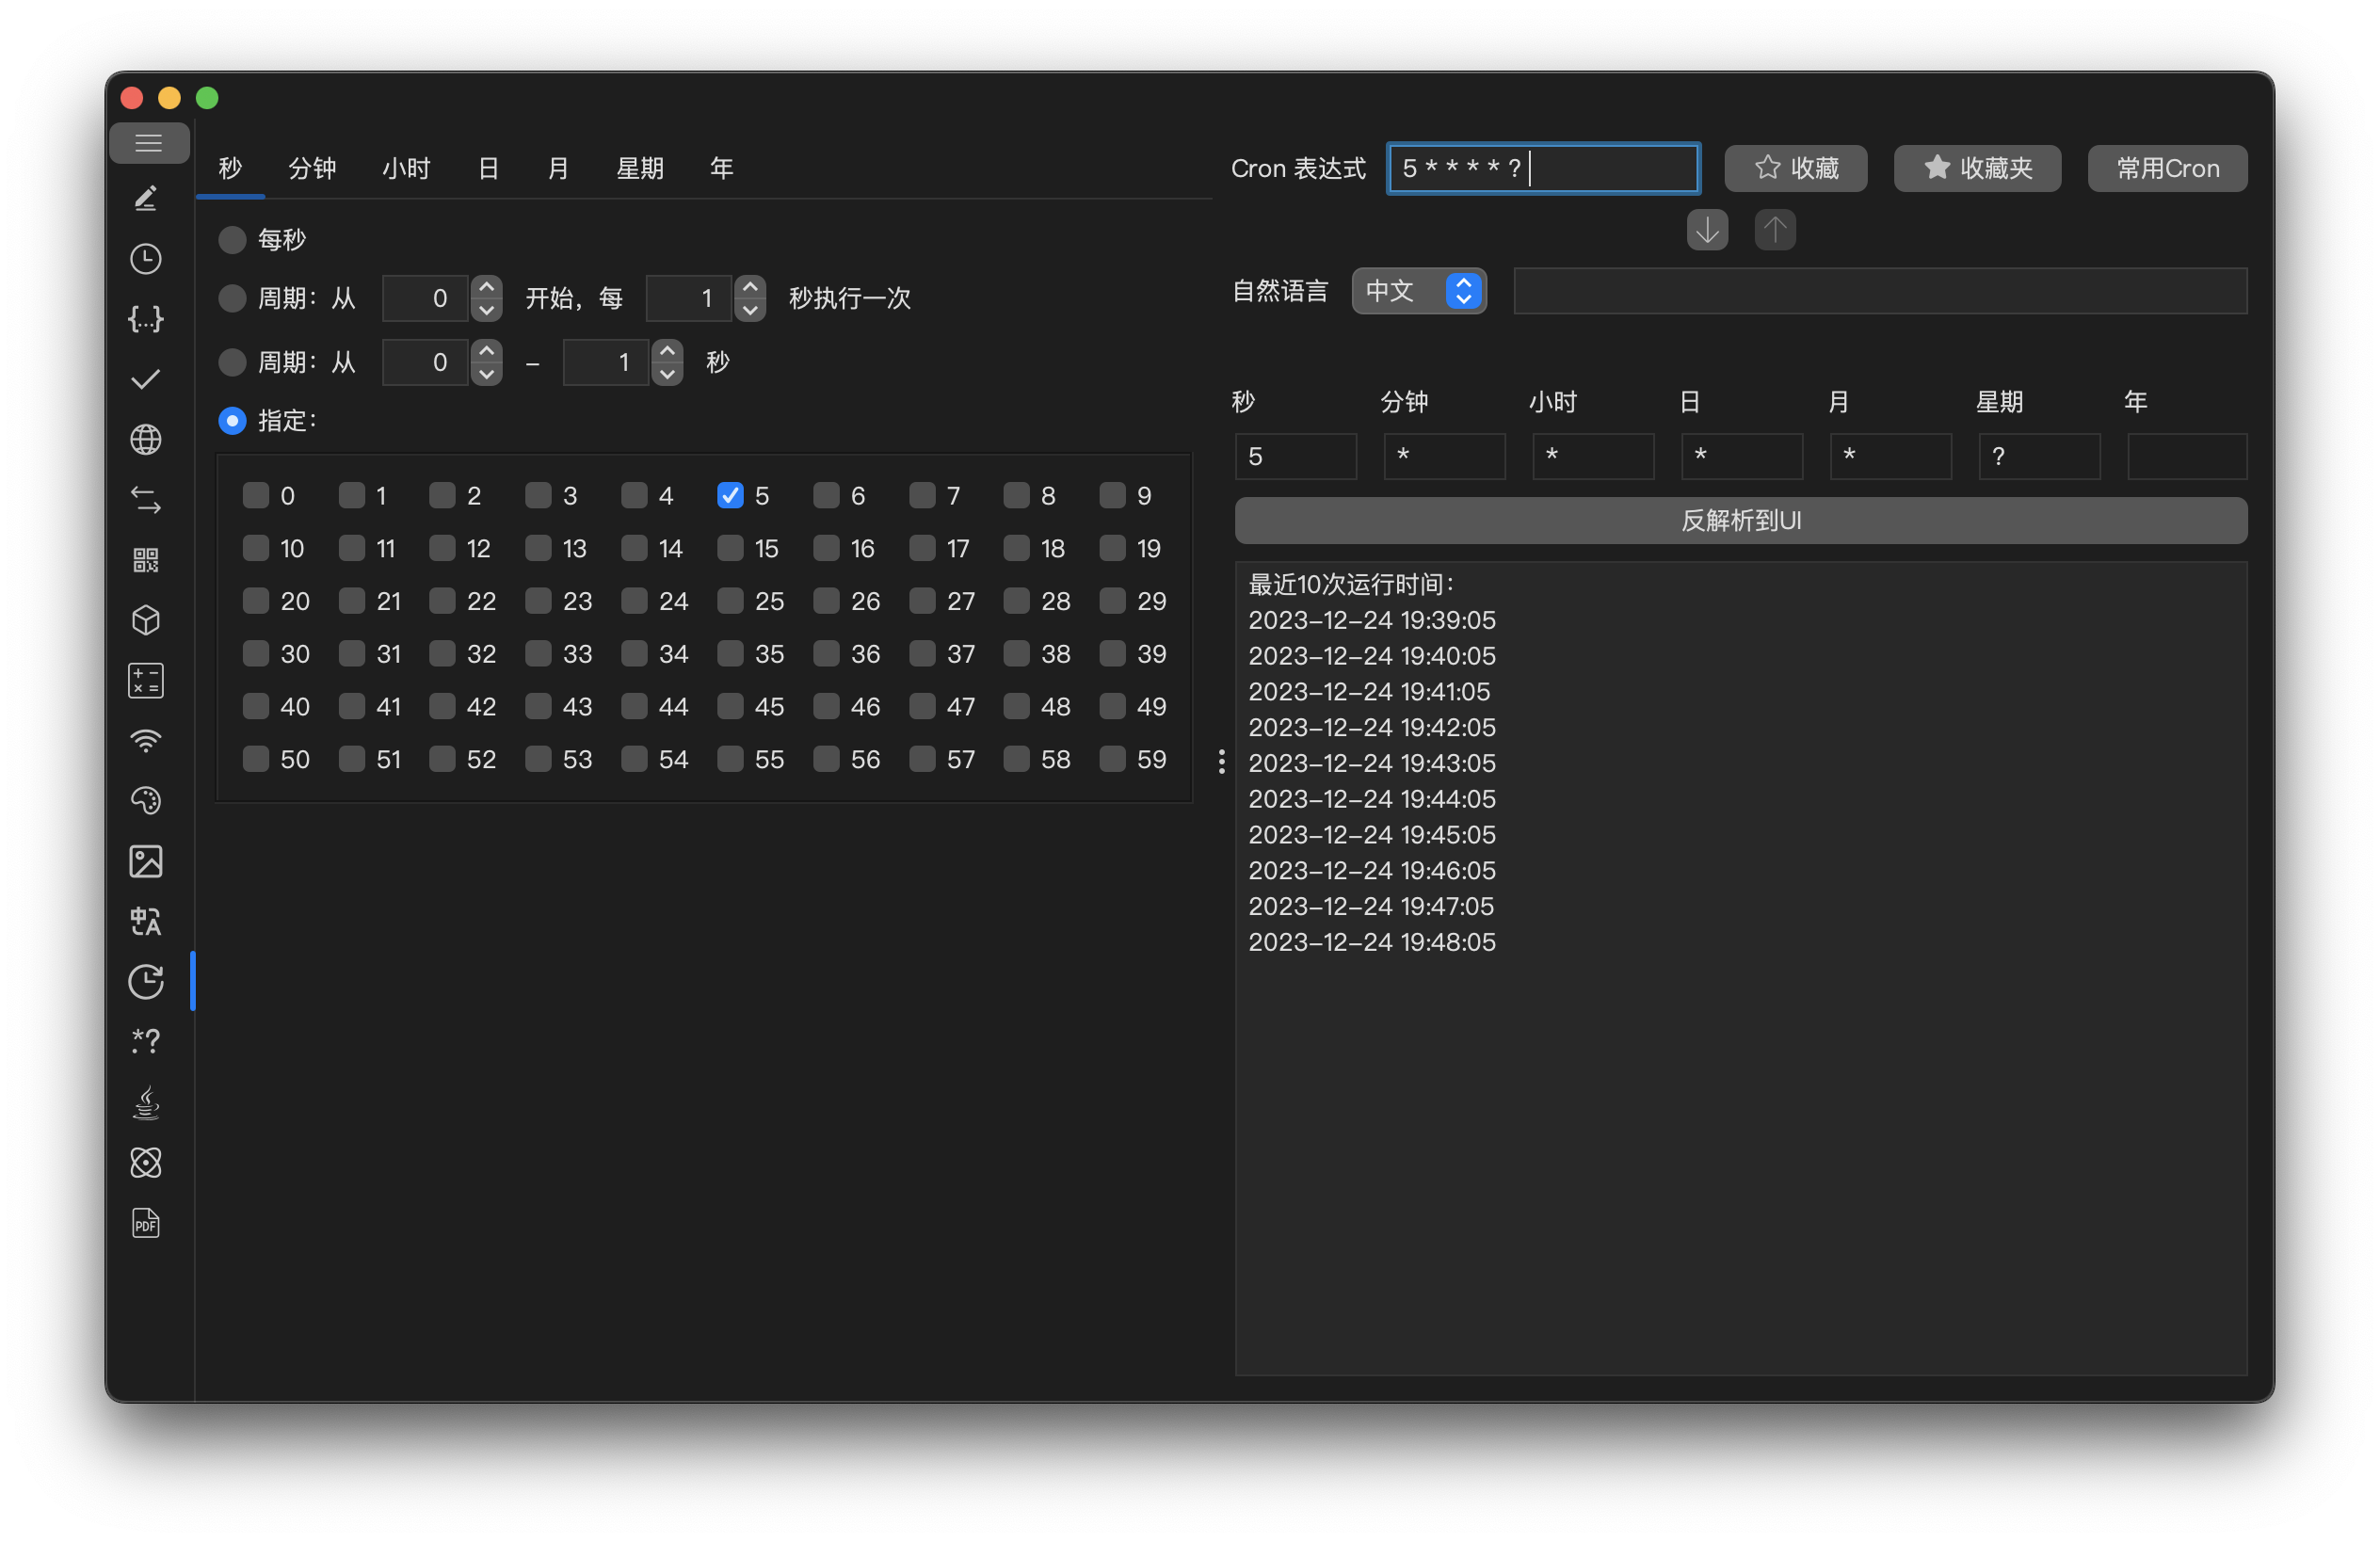 秒 分钟 小时 日 月 星期 年
每秒
周期：从 0 开始，每 1 秒执行一次
周期：从 0 – 1 秒
指定：
0 1 2 3 4 5 6 7 8 9
10 11 12 13 14 15 16 17 18 19
20 21 22 23 24 25 26 27 28 29
30 31 32 33 34 35 36 37 38 39
40 41 42 43 44 45 46 47 48 49
50 51 52 53 54 55 56 57 58 59
Cron 表达式 5 * * * * ? 收藏 收藏夹 常用Cron
自然语言 中文
秒 分钟 小时 日 月 星期 年
5 * * * * ?
反解析到UI
最近10次运行时间：
2023-12-24 19:39:05
2023-12-24 19:40:05
2023-12-24 19:41:05
2023-12-24 19:42:05
2023-12-24 19:43:05
2023-12-24 19:44:05
2023-12-24 19:45:05
2023-12-24 19:46:05
2023-12-24 19:47:05
2023-12-24 19:48:05
{...}
中A
*?
PDF